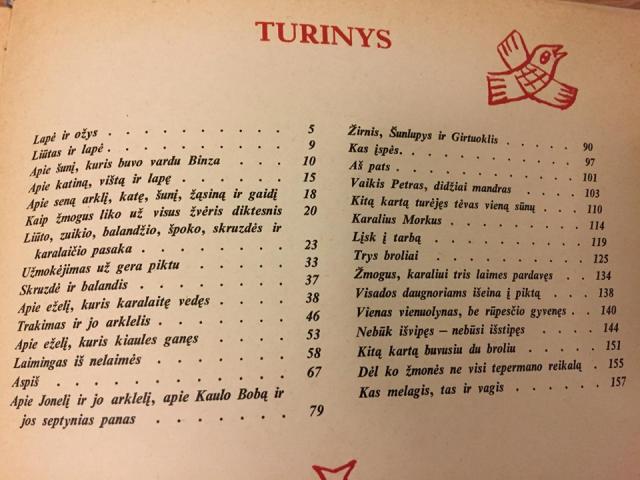 TURINYS
Lapė ir ožys . . . . . . . . . . 5
Liūtas ir lapė . . . . . . . . . . 9
Apie šunį, kuris buvo vardu Binza . . . . 10
Apie katiną, vištą ir lapę . . . . . . . 15
Apie seną arklį, katę, šunį, žąsiną ir gaidį 18
Kaip žmogus liko už visus žvėris diktesnis 20
Liūto, zuikio, balandžio, špoko, skruzdės ir
karalaičio pasaka . . . . . . . . 23
Užmokėjimas už gera piktu . . . . . 33
Skruzdė ir balandis . . . . . . . . 37
Apie eželį, kuris karalaitę vedęs . . . . 38
Trakimas ir jo arklelis . . . . . . . 46
Apie eželį, kuris kiaules ganęs . . . . 53
Laimingas iš nelaimės . . . . . . . 58
Aspiš . . . . . . . . . . . . 67
Apie Jonelį ir jo arklelį, apie Kaulo Bobą ir
jos septynias panas . . . . . . . 79
Žirnis, Šunlupys ir Girtuoklis . . . . . 90
Kas įspės. . . . . . . . . . . 97
Aš pats . . . . . . . . . . . 101
Vaikis Petras, didžiai mandras . . . . 103
Kitą kartą turėjęs tėvas vieną sūnų . . . 110
Karalius Morkus . . . . . . . . 114
Lįsk į tarbą . . . . . . . . . 119
Trys broliai . . . . . . . . . 125
Žmogus, karaliui tris laimes pardavęs . . 134
Visados daugnoriams išeina į piktą . . . 138
Vienas vienuolynas, be rūpesčio gyvenęs . . 140
Nebūk išvipęs – nebūsi išstipęs . . . . 144
Kitą kartą buvusiu du broliu . . . . . 151
Dėl ko žmonės ne visi tepermano reikalą . . 155
Kas melagis, tas ir vagis . . . . . . 157